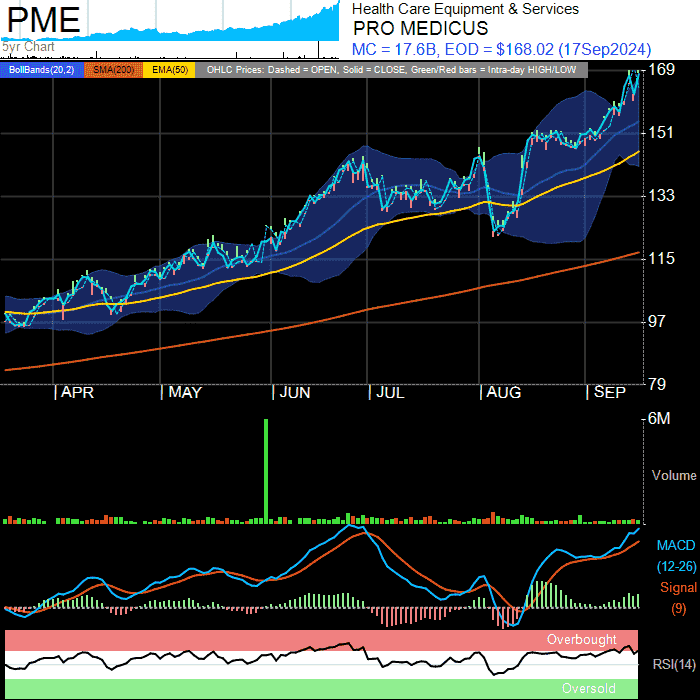 PME
Health Care Equipment & Services
PRO MEDICUS
MC = 17.6B, EOD = $168.02 (17Sep2024)
5yr Chart
BollBands(20,2) SMA(200) EMA(50) OHLC Prices: Dashed = OPEN, Solid = CLOSE, Green/Red bars = Intra-day HIGH/LOW
169
151
133
115
97
79
APR MAY JUN JUL AUG SEP
6M
Volume
MACD
(12-26)
Signal
(9)
Overbought
RSI(14)
Oversold